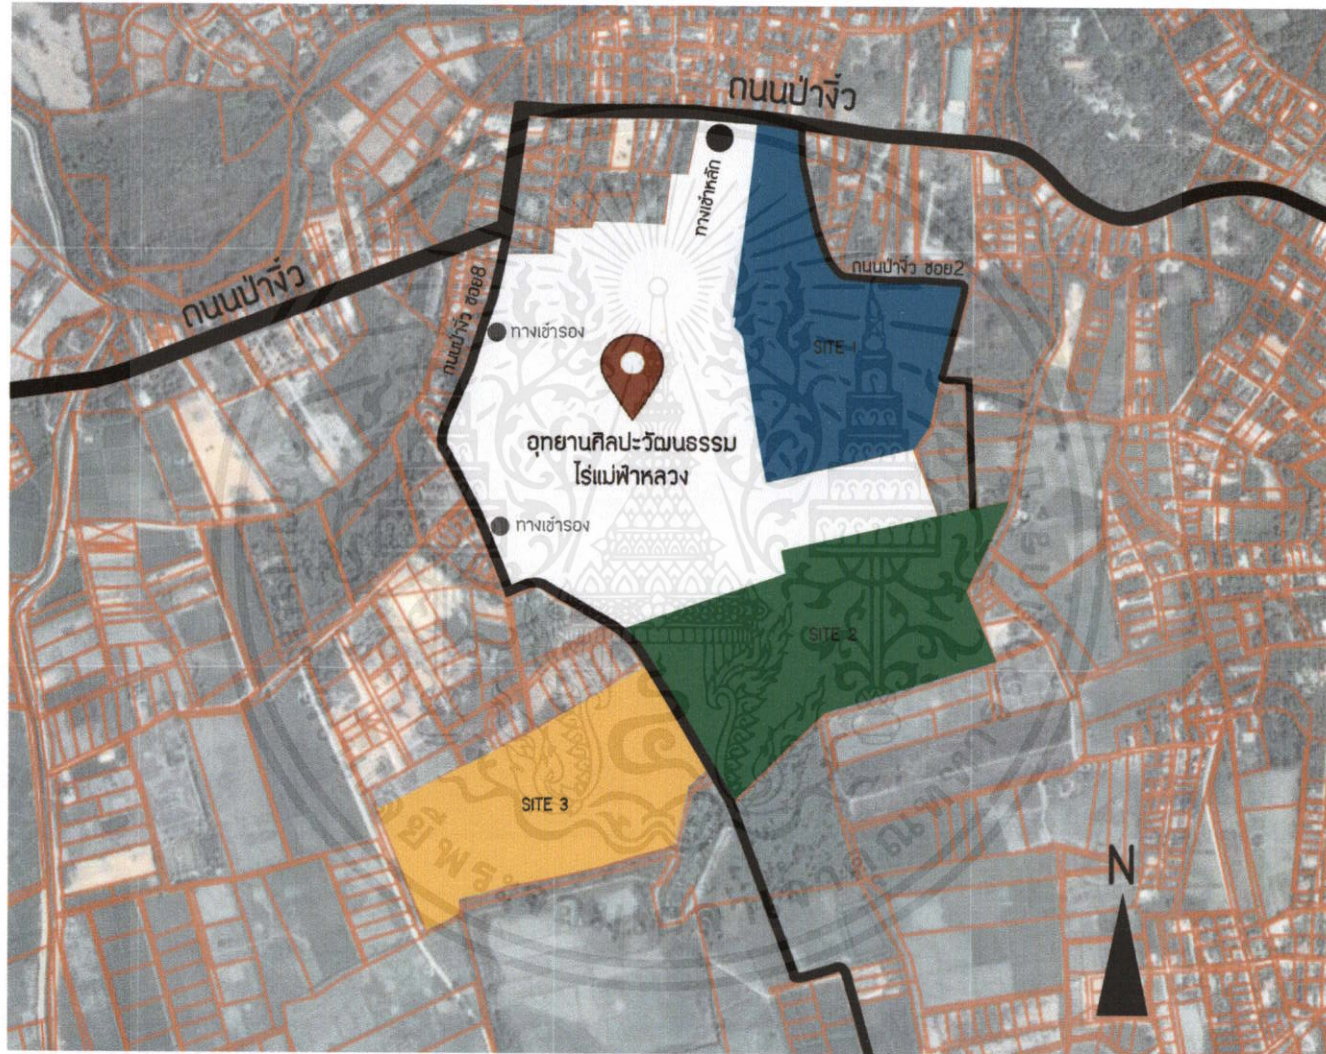 ถนนป่างิ้ว
ทางเข้าหลัก
ถนนป่างิ้ว ซอย2
ถนนป่างิ้ว
ถนนป่างิ้ว ซอย8
ทางเข้ารอง
SITE 1
อุทยานศิลปะวัฒนธรรม
ไร่แม่ฟ้าหลวง
ทางเข้ารอง
SITE 2
SITE 3
N